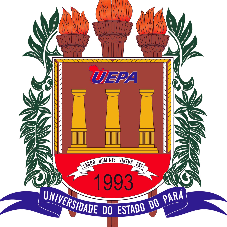 UEPA
1993
UNIVERSIDADE DO ESTADO DO PARÁ